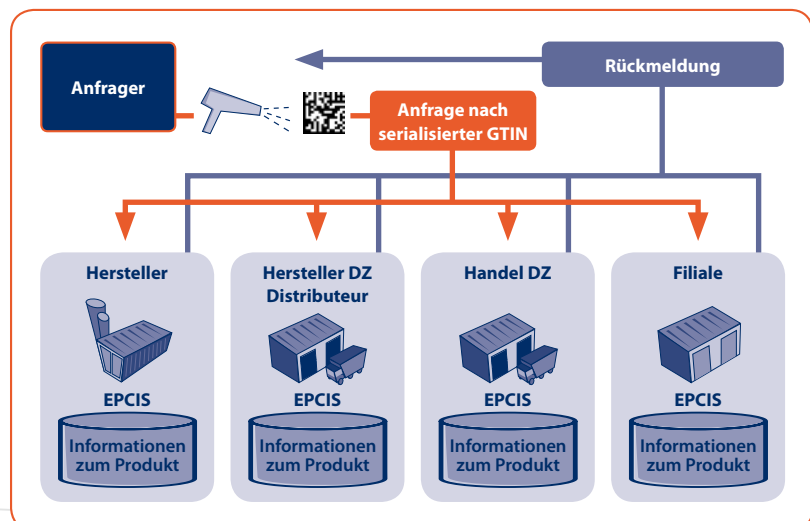 Anfrager
Rückmeldung
Anfrage nach
serialisierter GTIN
Hersteller
EPCIS
Informationen
zum Produkt
Hersteller DZ
Distributeur
EPCIS
Informationen
zum Produkt
Handel DZ
EPCIS
Informationen
zum Produkt
Filiale
EPCIS
Informationen
zum Produkt